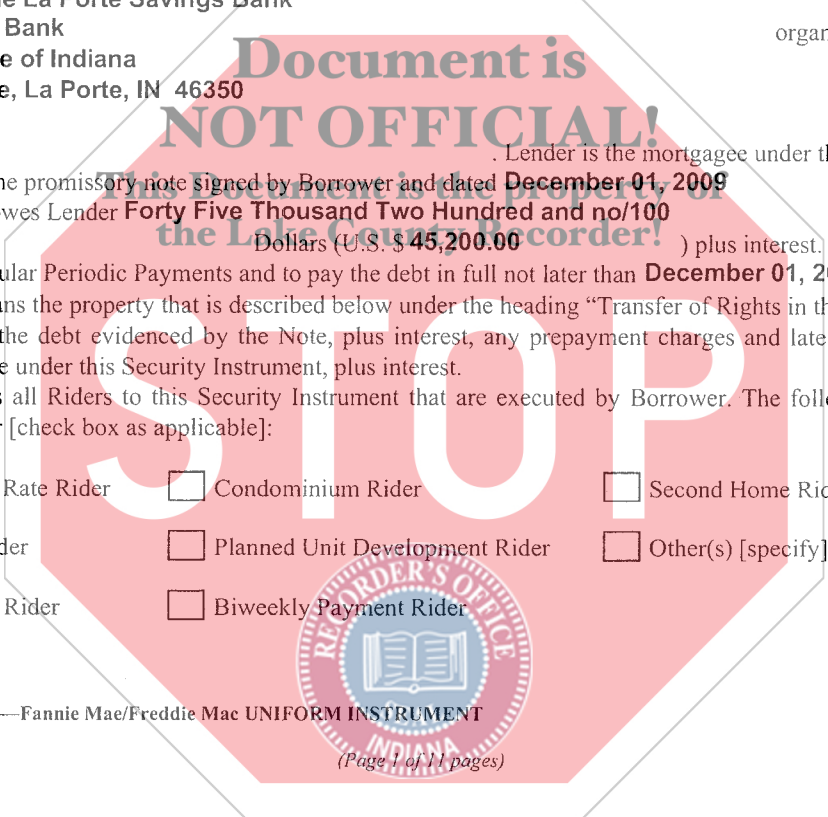 e La Porte Savings Bank
Bank
e of Indiana
e, La Porte, IN 46350
organ
Document is
NOT OFFICIAL!
This Document is the property of
the Lake County Recorder!
. Lender is the mortgagee under th
he promissory note signed by Borrower and dated December 01, 2009
wes Lender Forty Five Thousand Two Hundred and no/100
Dollars (U.S. $ 45,200.00 ) plus interest.
ular Periodic Payments and to pay the debt in full not later than December 01, 20
ans the property that is described below under the heading “Transfer of Rights in th
the debt evidenced by the Note, plus interest, any prepayment charges and late
e under this Security Instrument, plus interest.
s all Riders to this Security Instrument that are executed by Borrower. The follo
r [check box as applicable]:
STOP
Rate Rider Condominium Rider Second Home Rid
der Planned Unit Development Rider Other(s) [specify]
Rider Biweekly Payment Rider
RECORDER'S OFFICE
SEAL
INDIANA
—Fannie Mae/Freddie Mac UNIFORM INSTRUMENT
(Page 1 of 11 pages)